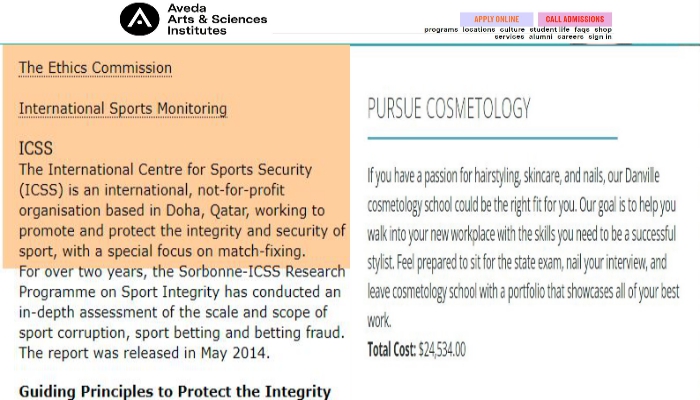 Aveda
Arts & Sciences
Institutes
APPLY ONLINE
CALL ADMISSIONS
programs locations culture student life faqs shop
services alumni careers sign in
The Ethics Commission
International Sports Monitoring
ICSS
The International Centre for Sports Security
(ICSS) is an international, not-for-profit
organisation based in Doha, Qatar, working to
promote and protect the integrity and security of
sport, with a special focus on match-fixing.
For over two years, the Sorbonne-ICSS Research
Programme on Sport Integrity has conducted an
in-depth assessment of the scale and scope of
sport corruption, sport betting and betting fraud.
The report was released in May 2014.
Guiding Principles to Protect the Integrity
PURSUE COSMETOLOGY
If you have a passion for hairstyling, skincare, and nails, our Danville
cosmetology school could be the right fit for you. Our goal is to help you
walk into your new workplace with the skills you need to be a successful
stylist. Feel prepared to sit for the state exam, nail your interview, and
leave cosmetology school with a portfolio that showcases all of your best
work.
Total Cost: $24,534.00